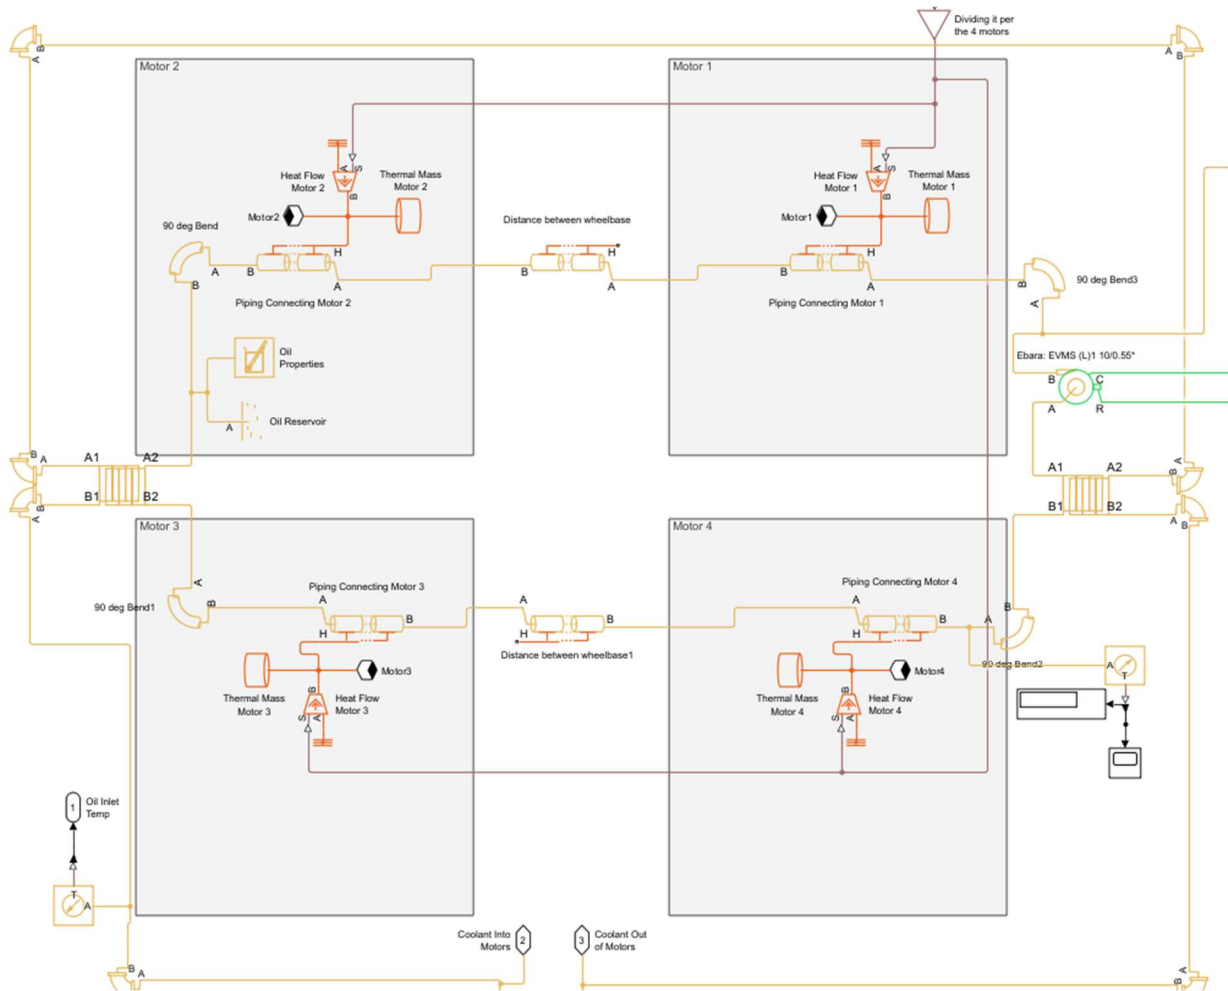 Dividing it per
the 4 motors
A
B
A
B
A
B
Motor 2
Motor 1
A
S
Heat Flow
Motor 2
Thermal Mass
Motor 2
B
Motor2
A
S
Heat Flow
Motor 1
Thermal Mass
Motor 1
B
Motor1
90 deg Bend
Distance between wheelbase
A
B
B
H
A
B
H
A
B
H
A
Piping Connecting Motor 2
Piping Connecting Motor 1
B
A
90 deg Bend3
Oil
Properties
A
Oil Reservoir
Ebara: EVMS (L)1 10/0.55*
B
C
A
R
B
A
A1
A2
B1
B2
B
A
A1
A2
B1
B2
A
B
A
B
Motor 3
Motor 4
Piping Connecting Motor 3
Piping Connecting Motor 4
A
90 deg Bend1
B
A
B
H
A
B
H
A
B
H
A
B
Distance between wheelbase1
90 deg Bend2
Motor3
Thermal Mass
Motor 3
B
Heat Flow
Motor 3
S
A
Motor4
Thermal Mass
Motor 4
B
Heat Flow
Motor 4
S
A
A
T
1
Oil Inlet
Temp
T
A
Coolant Into
Motors
2
3
Coolant Out
of Motors
B
A
A
B